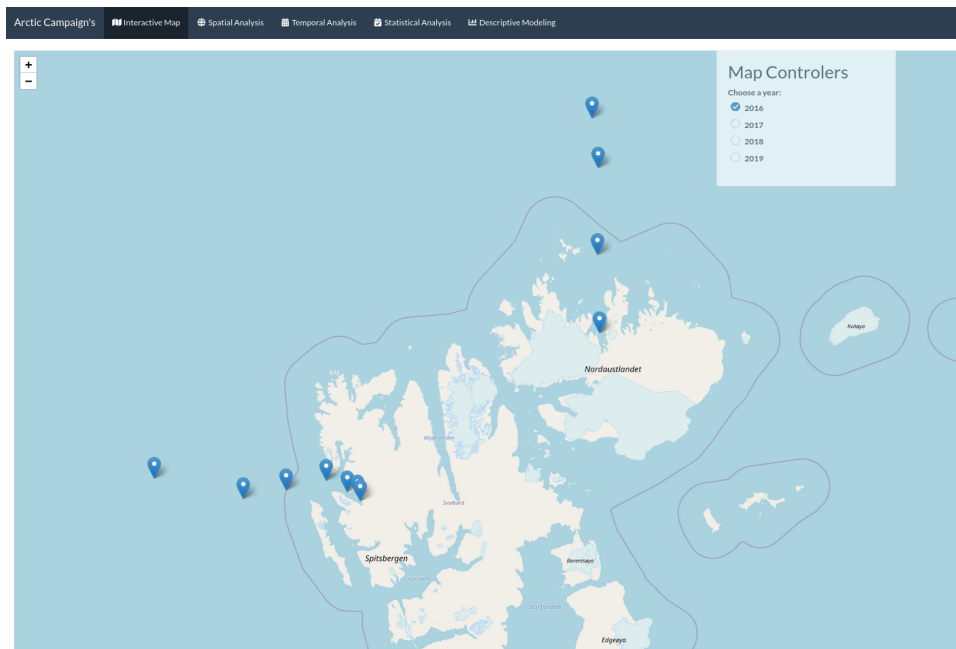 Arctic Campaign's Interactive Map Spatial Analysis Temporal Analysis Statistical Analysis Descriptive Modeling
+
−
Map Controlers
Choose a year:
2016
2017
2018
2019
Kvitøya
Nordaustlandet
Svalbard
Spitsbergen
Barentsøya
Storfjorden
Edgeøya